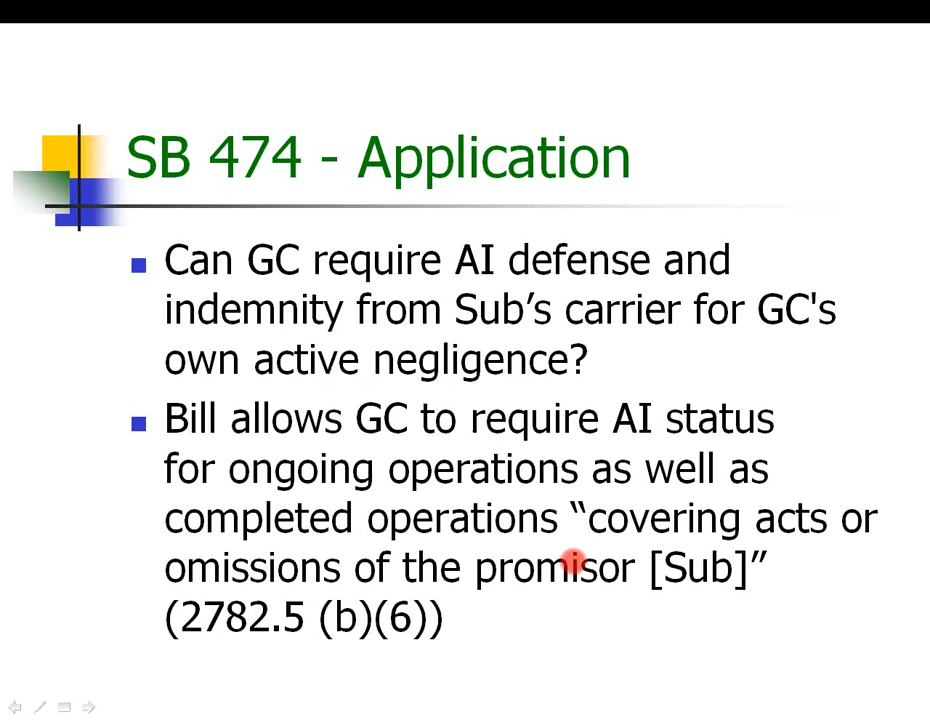 SB 474 - Application
Can GC require AI defense and
indemnity from Sub’s carrier for GC's
own active negligence?
Bill allows GC to require AI status
for ongoing operations as well as
completed operations “covering acts or
omissions of the promisor [Sub]”
(2782.5 (b)(6))